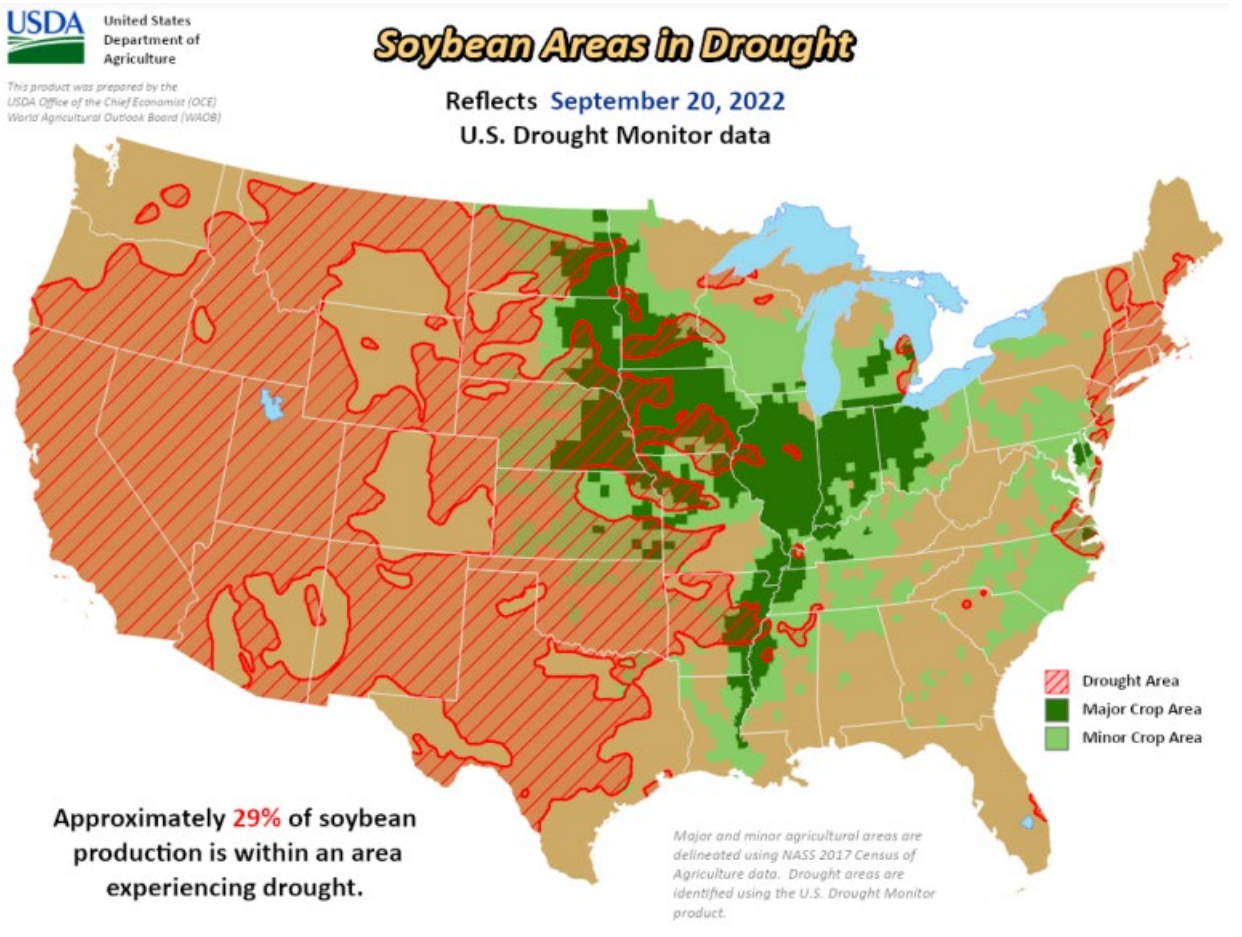 USDA
United States
Department of
Agriculture
This product was prepared by the
USDA Office of the Chief Economist (OCE)
World Agricultural Outlook Board (WAOB)
Soybean Areas in Drought
Reflects September 20, 2022
U.S. Drought Monitor data
Drought Area
Major Crop Area
Minor Crop Area
Approximately 29% of soybean
production is within an area
experiencing drought.
Major and minor agricultural areas are
delineated using NASS 2017 Census of
Agriculture data. Drought areas are
identified using the U.S. Drought Monitor
product.